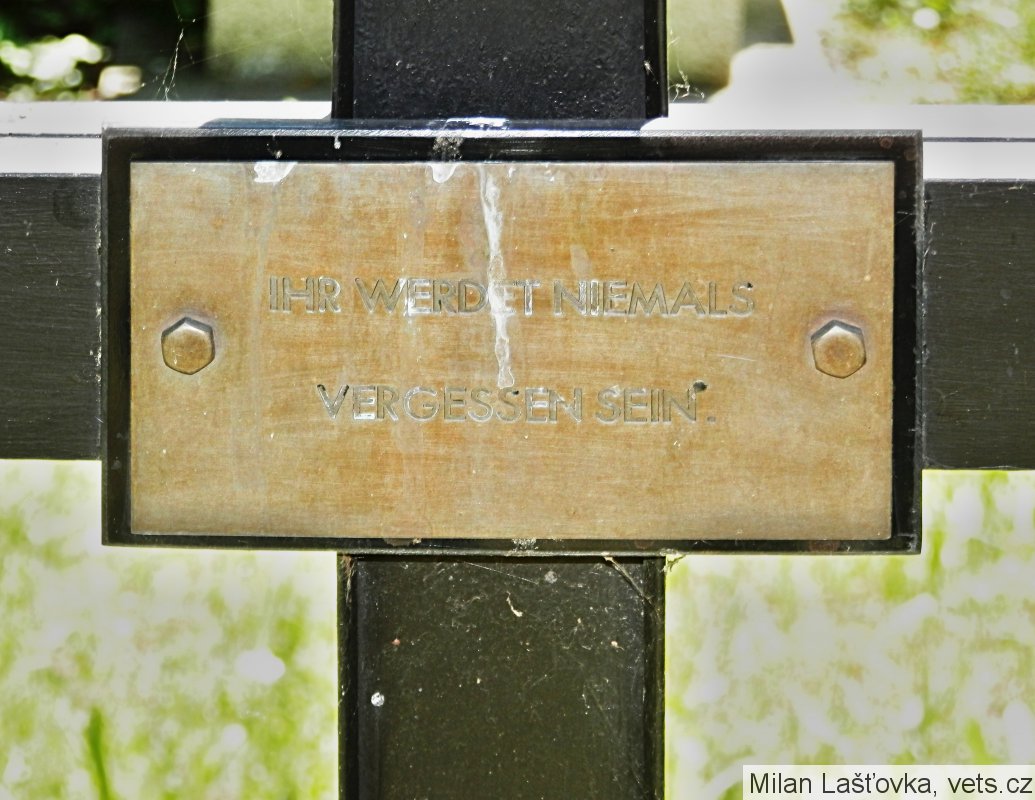 IHR WERDET NIEMALS
VERGESSEN SEIN.
Milan Lašťovka, vets.cz